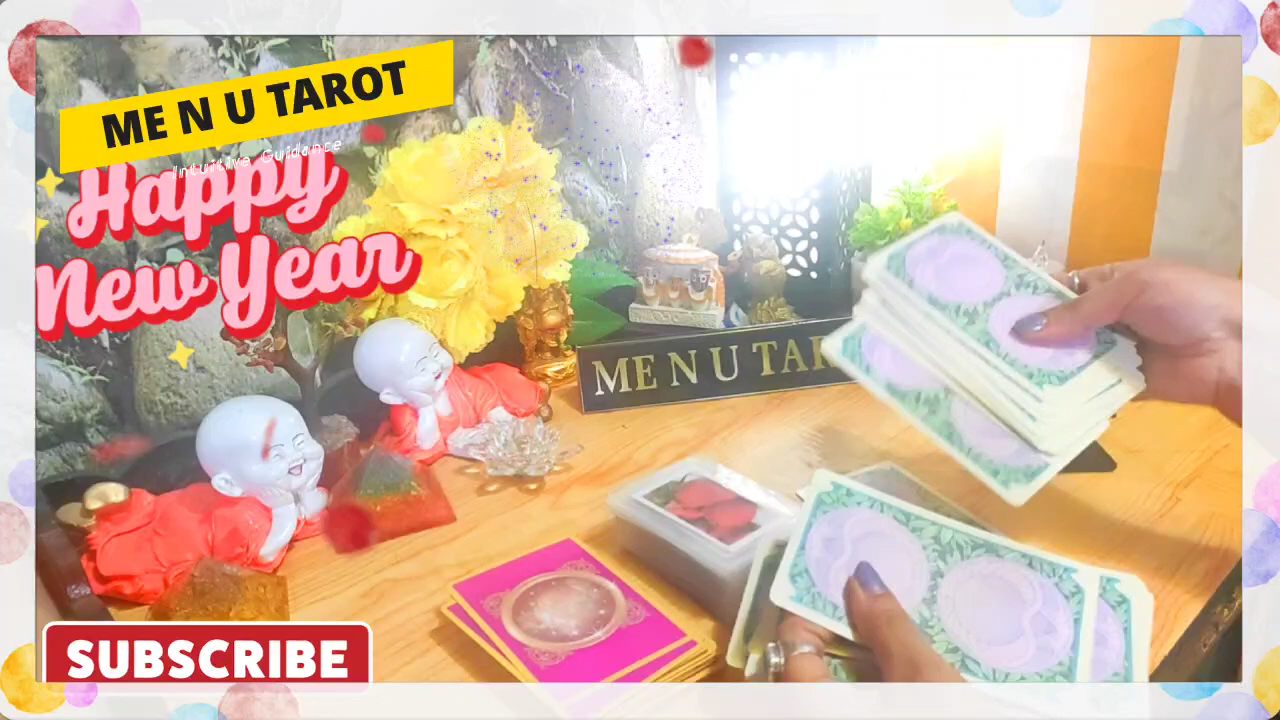 ME N U TAROT
Intuitive Guidance
Happy
New Year
ME N U TAR
SUBSCRIBE